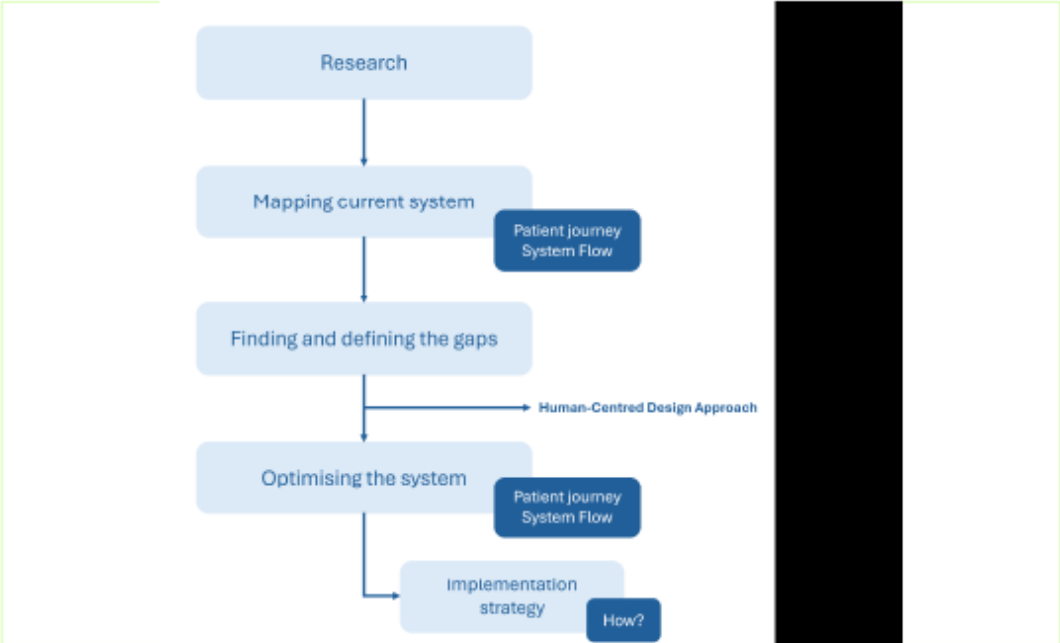 Research
Mapping current system
Patient journey
System Flow
Finding and defining the gaps
Human-Centred Design Approach
Optimising the system
Patient journey
System Flow
Implementation
strategy
How?